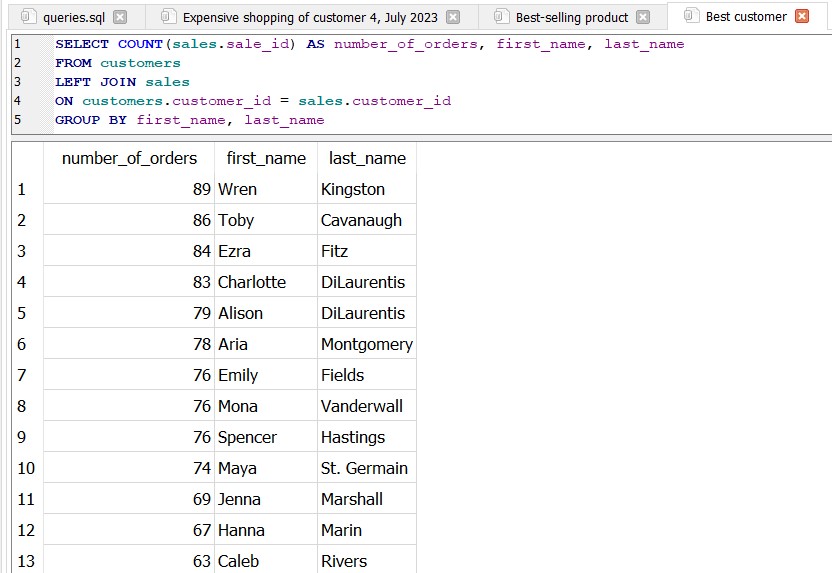 queries.sql Expensive shopping of customer 4, July 2023 Best-selling product Best customer
1 SELECT COUNT(sales.sale_id) AS number_of_orders, first_name, last_name
2 FROM customers
3 LEFT JOIN sales
4 ON customers.customer_id = sales.customer_id
5 GROUP BY first_name, last_name
number_of_orders first_name last_name
1 89 Wren Kingston
2 86 Toby Cavanaugh
3 84 Ezra Fitz
4 83 Charlotte DiLaurentis
5 79 Alison DiLaurentis
6 78 Aria Montgomery
7 76 Emily Fields
8 76 Mona Vanderwall
9 76 Spencer Hastings
10 74 Maya St. Germain
11 69 Jenna Marshall
12 67 Hanna Marin
13 63 Caleb Rivers